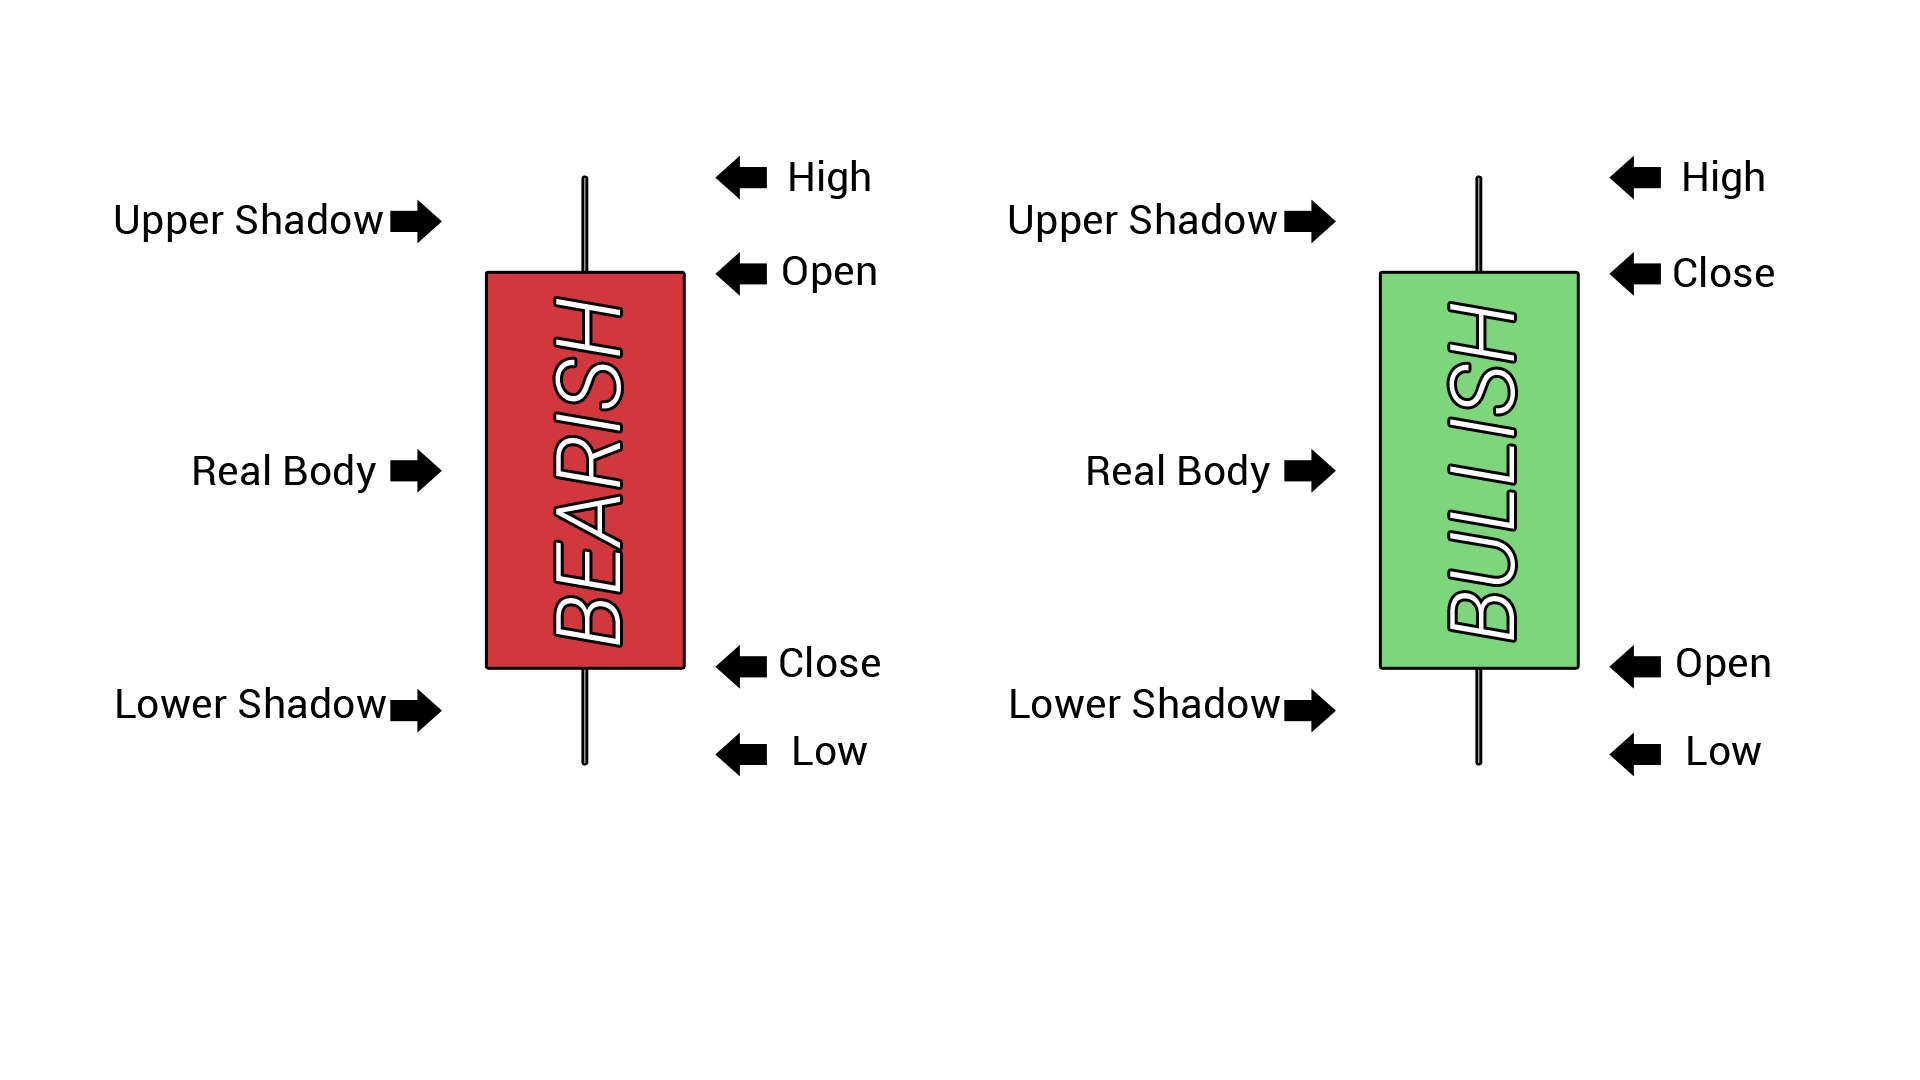 High
Upper Shadow
Open
BEARISH
Real Body
Close
Lower Shadow
Low
High
Upper Shadow
Close
BULLISH
Real Body
Open
Lower Shadow
Low